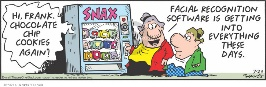 HI, FRANK.
CHOCOLATE
CHIP
COOKIES
AGAIN?
SNAX
FACIAL RECOGNITION
SOFTWARE IS GETTING
INTO
EVERYTHING
THESE
DAYS.